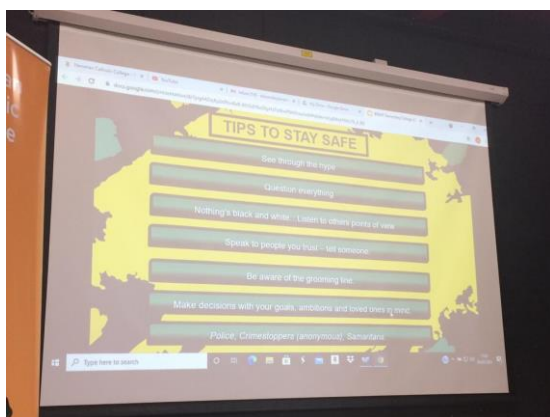 YouTube
TIPS TO STAY SAFE
See through the hype
Question everything
Nothing's black and white - Listen to others points of view
Speak to people you trust – tell someone.
Be aware of the grooming line.
Make decisions with your goals, ambitions and loved ones in mind.
Police, Crimestoppers (anonymous), Samaritans
Type here to search